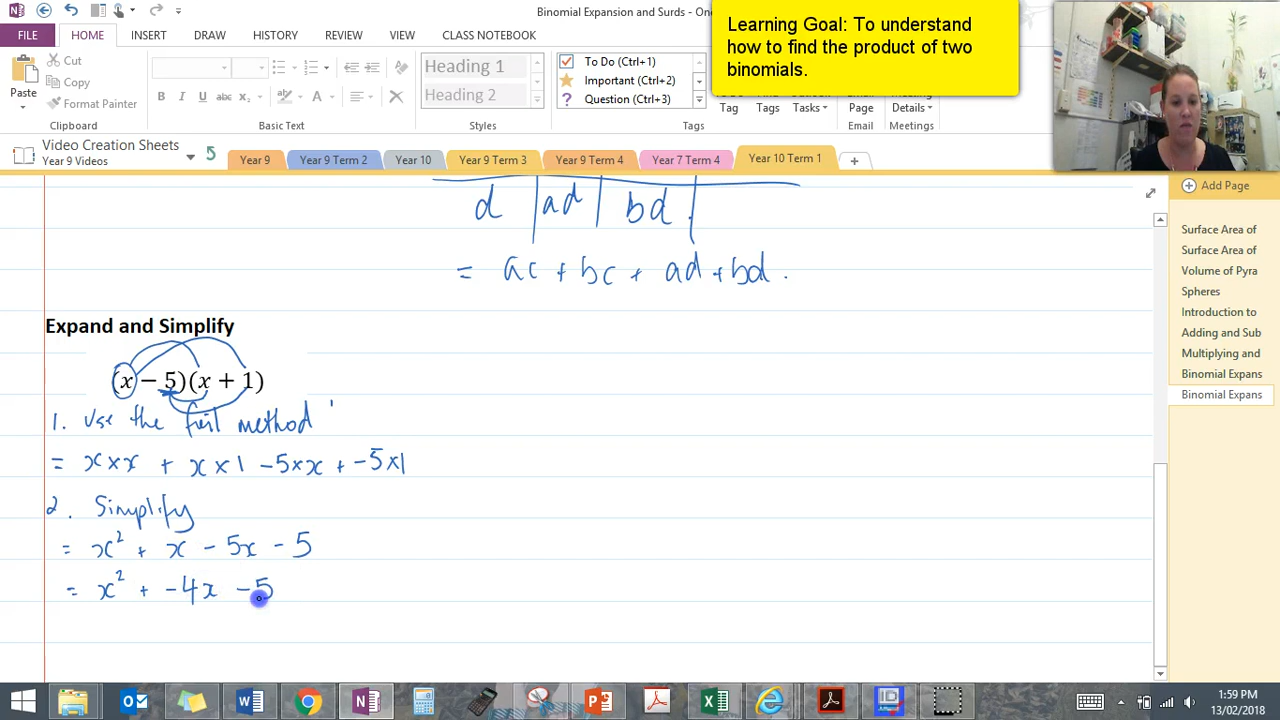 Binomial Expansion and Surds - On
Learning Goal: To understand
how to find the product of two
binomials.
FILE HOME INSERT DRAW HISTORY REVIEW VIEW CLASS NOTEBOOK
Paste
Cut
Copy
Format Painter
B I U abc
Heading 1
Heading 2
To Do (Ctrl+1)
Important (Ctrl+2)
Question (Ctrl+3)
Tag Tags Tasks Page Details
Clipboard Basic Text Styles Tags Email Meetings
Video Creation Sheets
Year 9 Videos
Year 9 Year 9 Term 2 Year 10 Year 9 Term 3 Year 9 Term 4 Year 7 Term 4 Year 10 Term 1
Add Page
Surface Area of
Surface Area of
Volume of Pyra
Spheres
Introduction to
Adding and Sub
Multiplying and
Binomial Expans
Binomial Expans
d | ad | bd |
= ac + bc + ad + bd .
Expand and Simplify
(x − 5)(x + 1)
1. Use the first method
= x×x + x×1 -5×x + -5×1
2. Simplify
= x² + x - 5x - 5
= x² + -4x -5
1:59 PM
13/02/2018